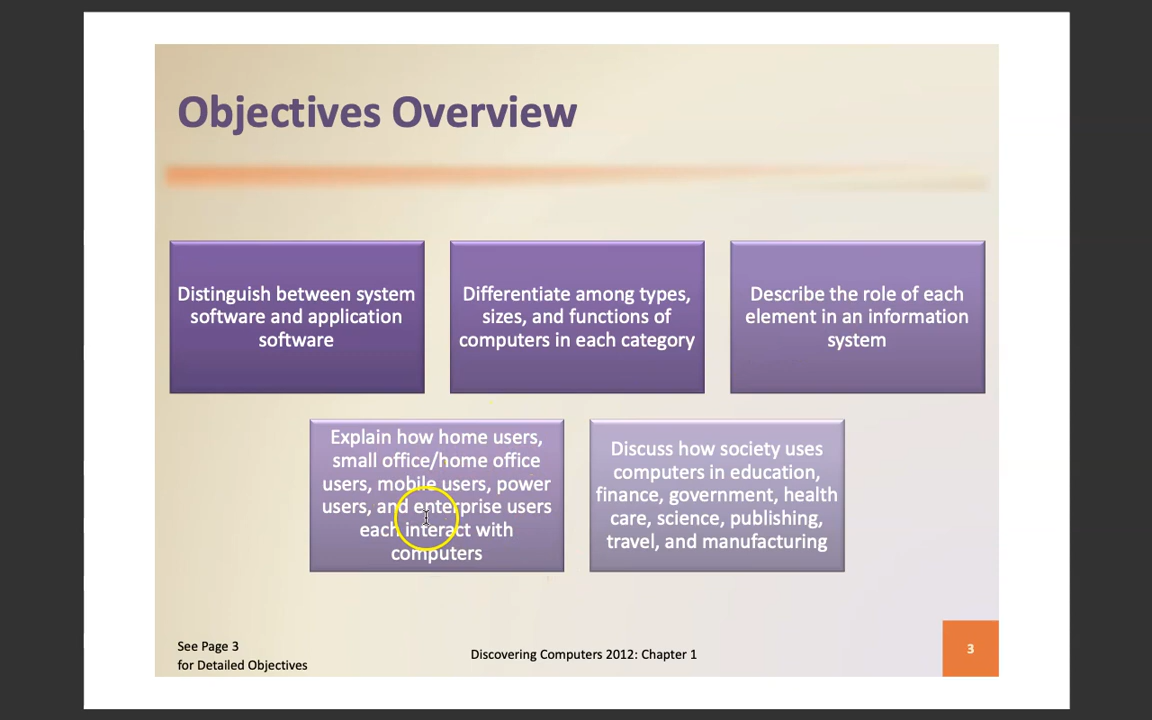 Objectives Overview
Distinguish between system
software and application
software
Differentiate among types,
sizes, and functions of
computers in each category
Describe the role of each
element in an information
system
Explain how home users,
small office/home office
users, mobile users, power
users, and enterprise users
each interact with
computers
Discuss how society uses
computers in education,
finance, government, health
care, science, publishing,
travel, and manufacturing
See Page 3
for Detailed Objectives
Discovering Computers 2012: Chapter 1
3